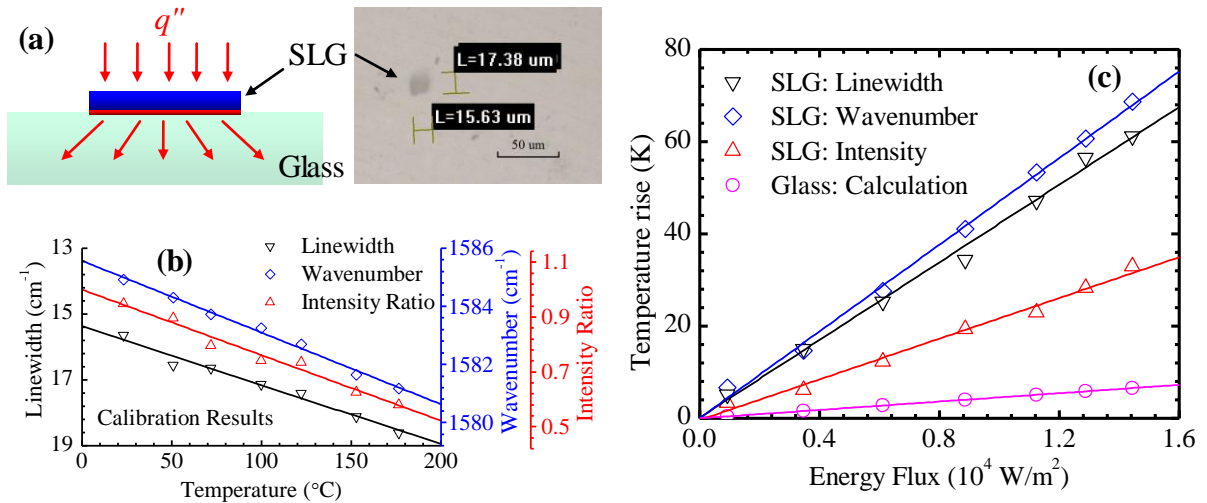 (a)
q″
SLG
Glass
L=17.38 um
L=15.63 um
50 um
(b)
Linewidth
Wavenumber
Intensity Ratio
Calibration Results
13
15
17
19
Linewidth (cm⁻¹)
0 50 100 150 200
Temperature (°C)
1586
1584
1582
1580
Wavenumber (cm⁻¹)
1.1
0.9
0.7
0.5
Intensity Ratio
(c)
SLG: Linewidth
SLG: Wavenumber
SLG: Intensity
Glass: Calculation
80
60
40
20
0
Temperature rise (K)
0.0 0.4 0.8 1.2 1.6
Energy Flux (10⁴ W/m²)